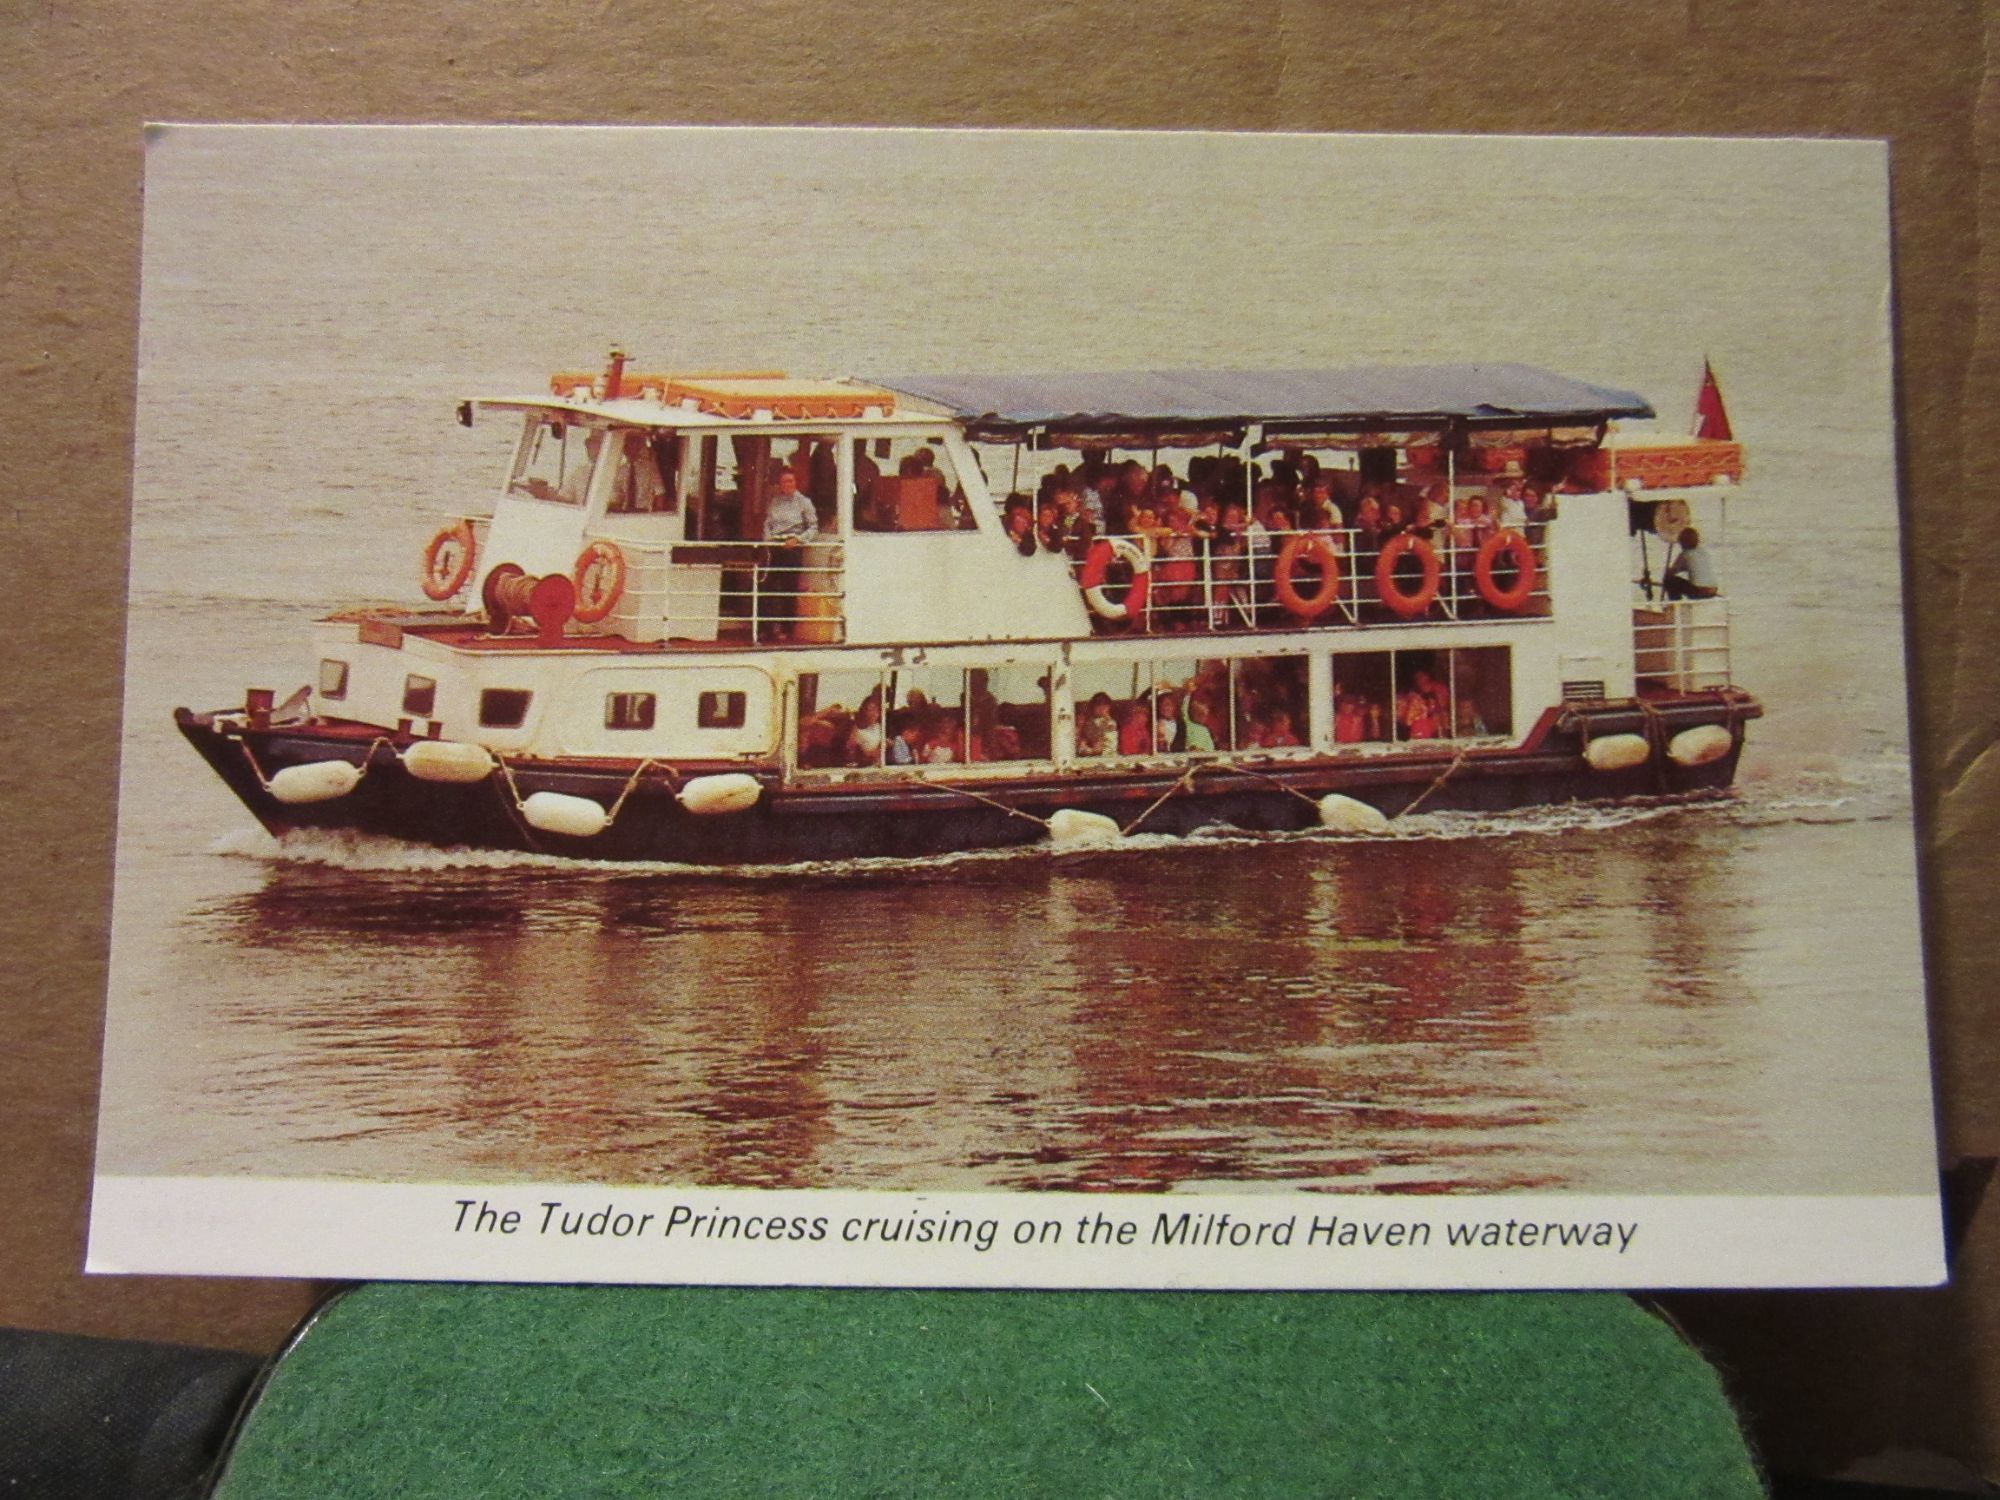 The Tudor Princess cruising on the Milford Haven waterway